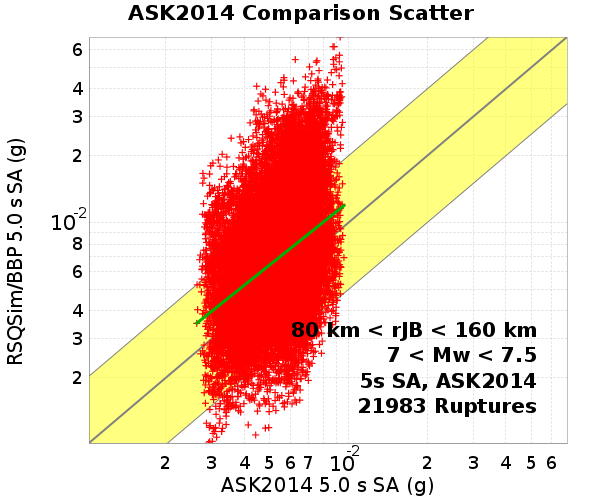 ASK2014 Comparison Scatter
RSQSim/BBP 5.0 s SA (g)
6
4
3
2
10-2
8
6
4
3
2
80 km < rJB < 160 km
7 < Mw < 7.5
5s SA, ASK2014
21983 Ruptures
2 3 4 5 6 7 10-2 2 3 4 5 6
ASK2014 5.0 s SA (g)